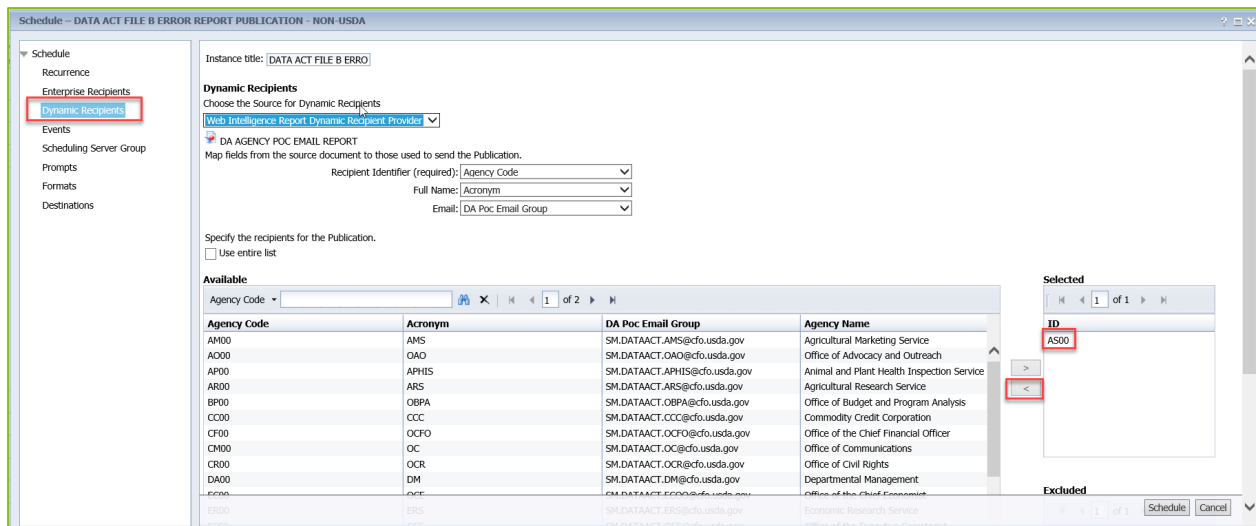 Schedule – DATA ACT FILE B ERROR REPORT PUBLICATION - NON-USDA
Schedule
Recurrence
Enterprise Recipients
Dynamic Recipients
Events
Scheduling Server Group
Prompts
Formats
Destinations
Instance title: DATA ACT FILE B ERRO
Dynamic Recipients
Choose the Source for Dynamic Recipients
Web Intelligence Report Dynamic Recipient Provider
DA AGENCY POC EMAIL REPORT
Map fields from the source document to those used to send the Publication.
Recipient Identifier (required): Agency Code
Full Name: Acronym
Email: DA Poc Email Group
Specify the recipients for the Publication.
Use entire list
Available
Agency Code 1 of 2
Agency Code Acronym DA Poc Email Group Agency Name
AM00 AMS SM.DATAACT.AMS@cfo.usda.gov Agricultural Marketing Service
AO00 OAO SM.DATAACT.OAO@cfo.usda.gov Office of Advocacy and Outreach
AP00 APHIS SM.DATAACT.APHIS@cfo.usda.gov Animal and Plant Health Inspection Service
AR00 ARS SM.DATAACT.ARS@cfo.usda.gov Agricultural Research Service
BP00 OBPA SM.DATAACT.OBPA@cfo.usda.gov Office of Budget and Program Analysis
CC00 CCC SM.DATAACT.CCC@cfo.usda.gov Commodity Credit Corporation
CF00 OCFO SM.DATAACT.OCFO@cfo.usda.gov Office of the Chief Financial Officer
CM00 OC SM.DATAACT.OC@cfo.usda.gov Office of Communications
CR00 OCR SM.DATAACT.OCR@cfo.usda.gov Office of Civil Rights
DA00 DM SM.DATAACT.DM@cfo.usda.gov Departmental Management
Office of the Chief Economist
ER00 ERS SM.DATAACT.ERS@cfo.usda.gov Economic Research Service
>
<
Selected
1 of 1
ID
AS00
Excluded
1 of 1
Schedule Cancel